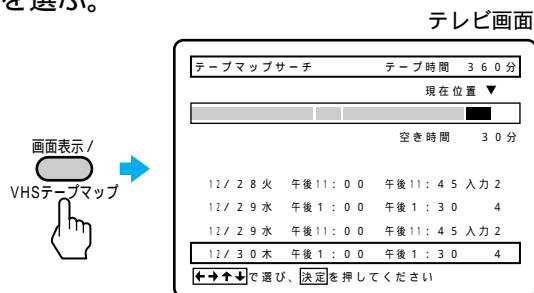 を選ぶ。
テレビ画面
テープマップサーチ テープ時間 360分
現在位置 ▼
空き時間 30分
画面表示/
VHSテープマップ
12/28火 午後11:00 午後11:45 入力2
12/29水 午後1:00 午後1:30 4
12/29水 午後11:00 午後11:45 入力2
12/30木 午後1:00 午後1:30 4
←→↑↓で選び、決定を押してください